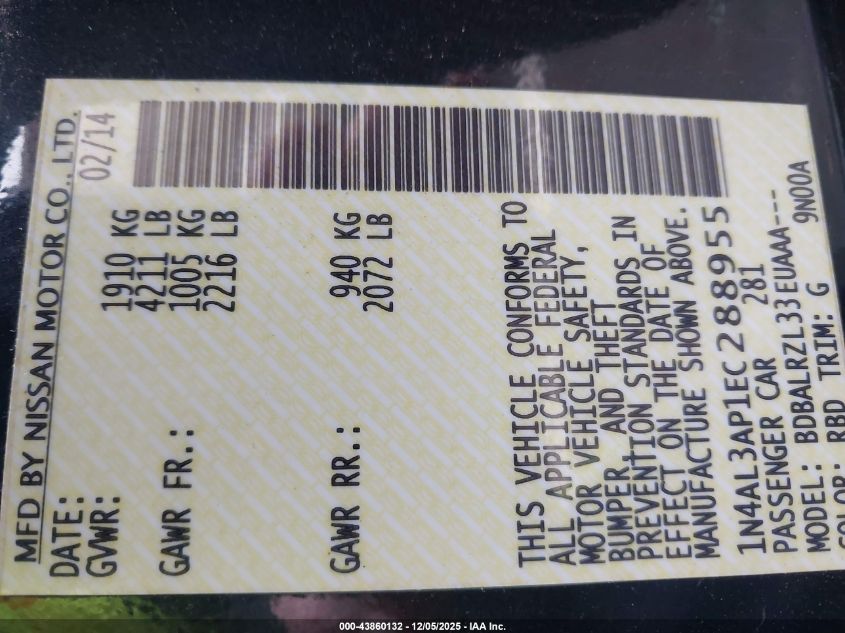 MFD BY NISSAN MOTOR CO., LTD.
DATE: 02/14
GVWR: 1910 KG
4211 LB
GAWR FR.: 1005 KG
2216 LB
GAWR RR.: 940 KG
2072 LB
THIS VEHICLE CONFORMS TO
ALL APPLICABLE FEDERAL
MOTOR VEHICLE SAFETY,
BUMPER, AND THEFT
PREVENTION STANDARDS IN
EFFECT ON THE DATE OF
MANUFACTURE SHOWN ABOVE.
1N4AL3AP1EC288955
PASSENGER CAR 281
MODEL: BDBALRZL33EUAAA---
COLOR: RBD TRIM: G 9N00A
000-43860132 - 12/05/2025 - IAA Inc.